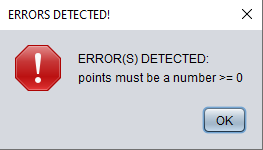 ERRORS DETECTED!
ERROR(S) DETECTED:
points must be a number >= 0
OK